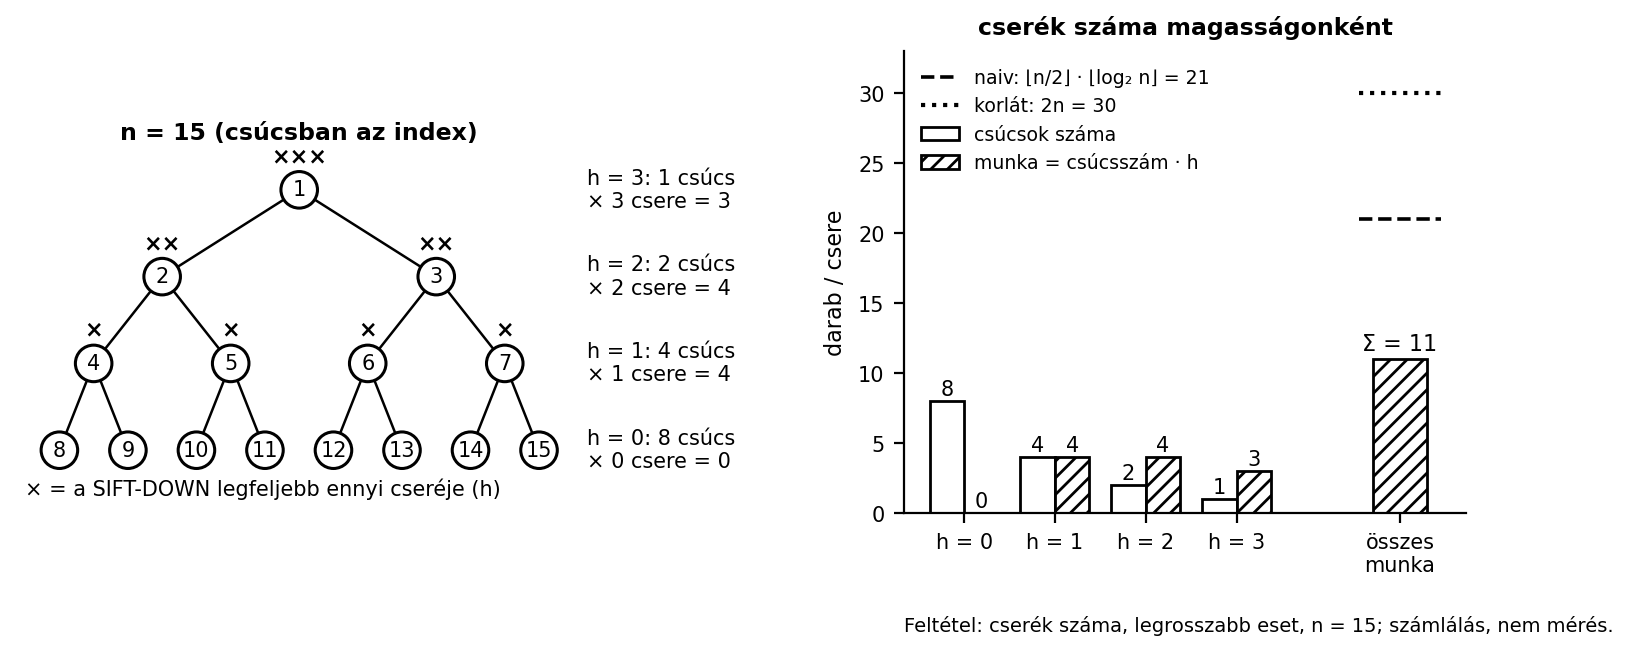 n = 15 (csúcsban az index)
×××
1
h = 3: 1 csúcs
× 3 csere = 3
×× ××
2 3
h = 2: 2 csúcs
× 2 csere = 4
× × × ×
4 5 6 7
h = 1: 4 csúcs
× 1 csere = 4
8 9 10 11 12 13 14 15
h = 0: 8 csúcs
× 0 csere = 0
× = a SIFT-DOWN legfeljebb ennyi cseréje (h)
cserék száma magasságonként
naiv: ⌊n/2⌋ · ⌊log₂ n⌋ = 21
korlát: 2n = 30
csúcsok száma
munka = csúcsszám · h
darab / csere
30
25
20
15
10
5
0
8 0 4 4 2 4 1 3
Σ = 11
h = 0 h = 1 h = 2 h = 3 összes
munka
Feltétel: cserék száma, legrosszabb eset, n = 15; számlálás, nem mérés.